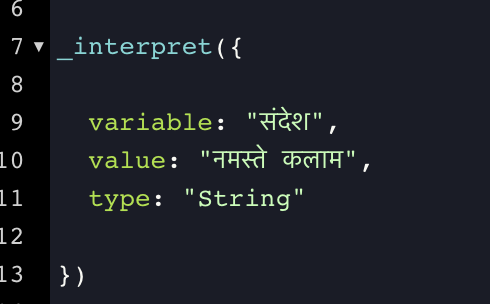 6
7 ▼ _interpret({
8
9 variable: "संदेश",
10 value: "नमस्ते कलाम",
11 type: "String"
12
13 })